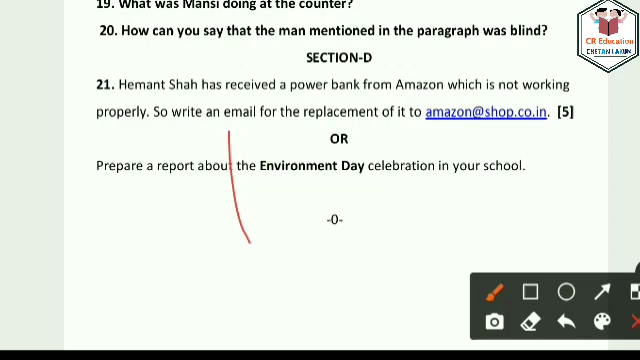 19. What was Mansi doing at the counter?
20. How can you say that the man mentioned in the paragraph was blind?
SECTION-D
21. Hemant Shah has received a power bank from Amazon which is not working
properly. So write an email for the replacement of it to amazon@shop.co.in. [5]
OR
Prepare a report about the Environment Day celebration in your school.
-0-
CR Education
CHETAN LAKUM